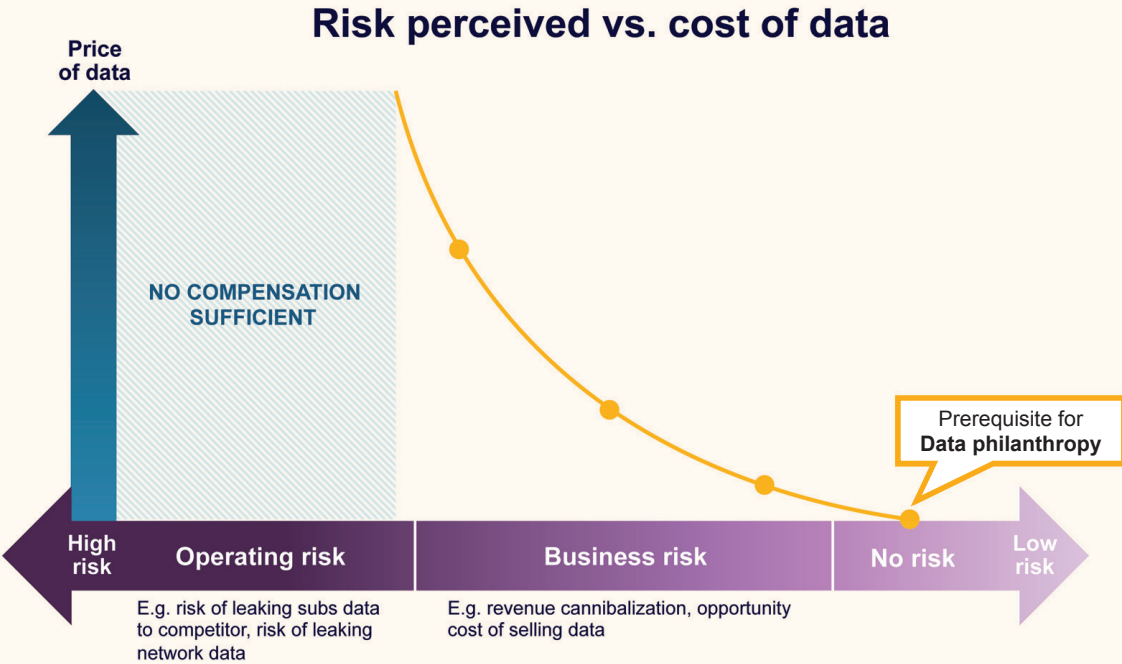 Risk perceived vs. cost of data
Price
of data
NO COMPENSATION
SUFFICIENT
Prerequisite for
Data philanthropy
High
risk
Operating risk
Business risk
No risk
Low
risk
E.g. risk of leaking subs data
to competitor, risk of leaking
network data
E.g. revenue cannibalization, opportunity
cost of selling data